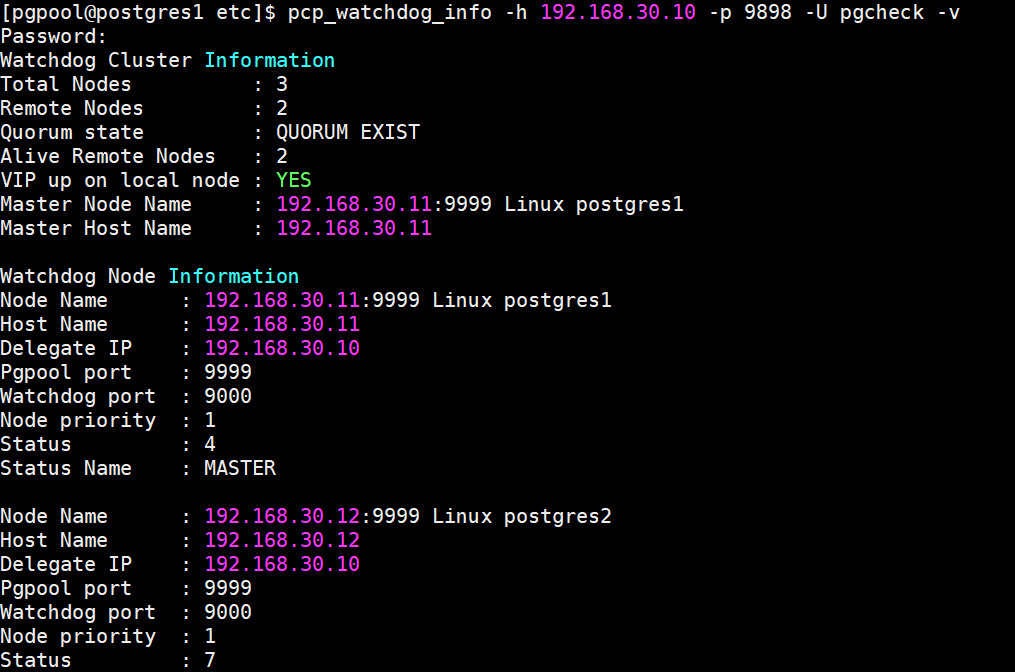 [pgpool@postgres1 etc]$ pcp_watchdog_info -h 192.168.30.10 -p 9898 -U pgcheck -v
Password:
Watchdog Cluster Information
Total Nodes          : 3
Remote Nodes         : 2
Quorum state         : QUORUM EXIST
Alive Remote Nodes   : 2
VIP up on local node : YES
Master Node Name     : 192.168.30.11:9999 Linux postgres1
Master Host Name     : 192.168.30.11

Watchdog Node Information
Node Name      : 192.168.30.11:9999 Linux postgres1
Host Name      : 192.168.30.11
Delegate IP    : 192.168.30.10
Pgpool port    : 9999
Watchdog port  : 9000
Node priority  : 1
Status         : 4
Status Name    : MASTER

Node Name      : 192.168.30.12:9999 Linux postgres2
Host Name      : 192.168.30.12
Delegate IP    : 192.168.30.10
Pgpool port    : 9999
Watchdog port  : 9000
Node priority  : 1
Status         : 7